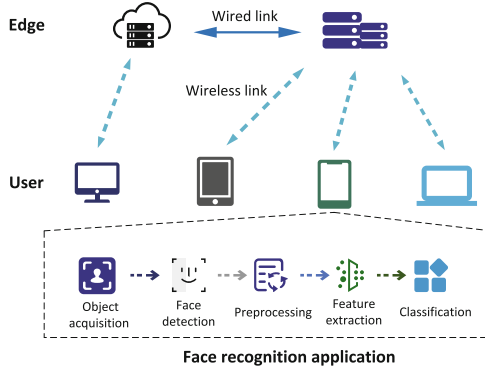 Edge
Wired link
Wireless link
User
Object
acquisition
Face
detection
Preprocessing
Feature
extraction
Classification
Face recognition application